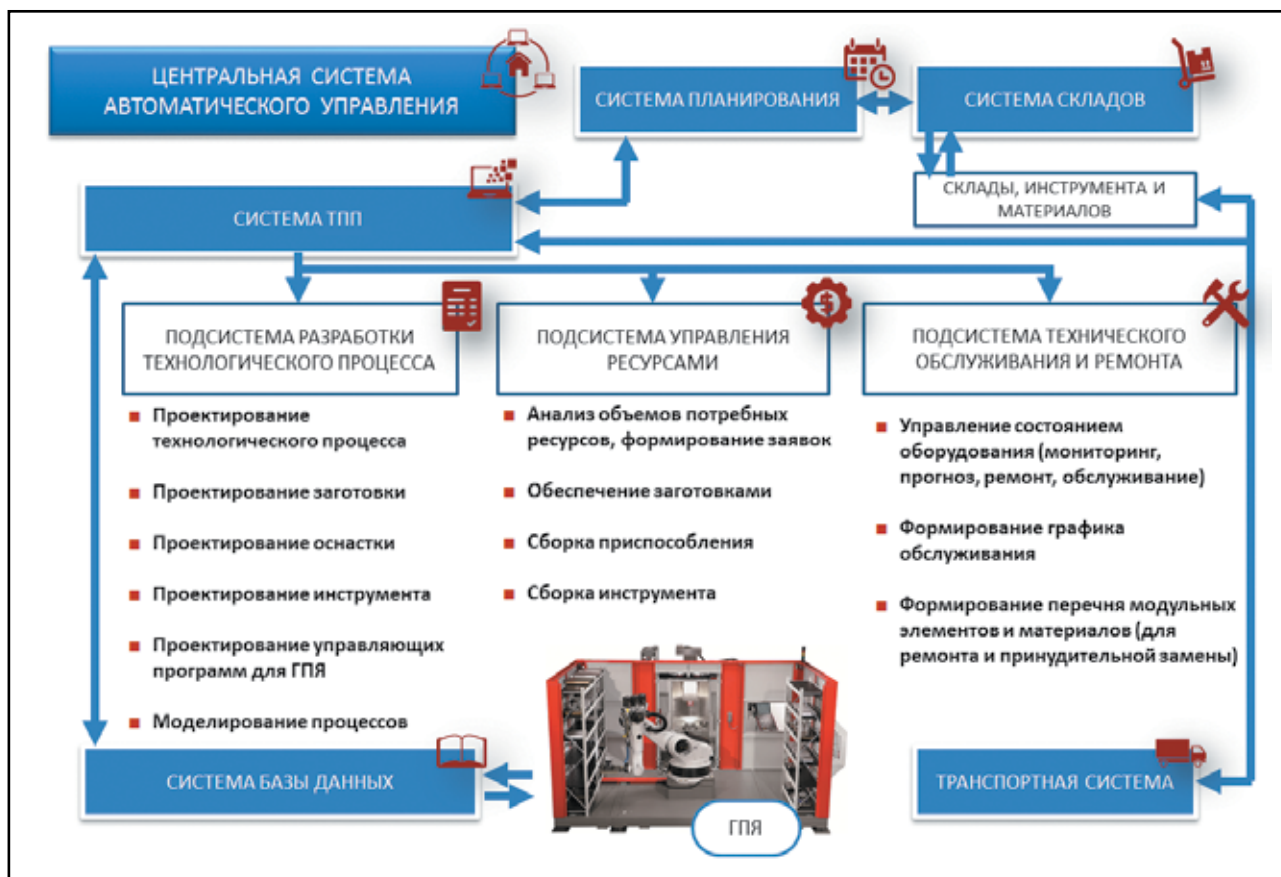 ЦЕНТРАЛЬНАЯ СИСТЕМА
АВТОМАТИЧЕСКОГО УПРАВЛЕНИЯ
СИСТЕМА ПЛАНИРОВАНИЯ
СИСТЕМА СКЛАДОВ
СКЛАДЫ, ИНСТРУМЕНТА И
МАТЕРИАЛОВ
СИСТЕМА ТПП
ПОДСИСТЕМА РАЗРАБОТКИ
ТЕХНОЛОГИЧЕСКОГО ПРОЦЕССА
ПОДСИСТЕМА УПРАВЛЕНИЯ
РЕСУРСАМИ
ПОДСИСТЕМА ТЕХНИЧЕСКОГО
ОБСЛУЖИВАНИЯ И РЕМОНТА
Проектирование
технологического процесса
Проектирование заготовки
Проектирование оснастки
Проектирование инструмента
Проектирование управляющих
программ для ГПЯ
Моделирование процессов
Анализ объемов потребных
ресурсов, формирование заявок
Обеспечение заготовками
Сборка приспособления
Сборка инструмента
Управление состоянием
оборудования (мониторинг,
прогноз, ремонт, обслуживание)
Формирование графика
обслуживания
Формирование перечня модульных
элементов и материалов (для
ремонта и принудительной замены)
СИСТЕМА БАЗЫ ДАННЫХ
ГПЯ
ТРАНСПОРТНАЯ СИСТЕМА